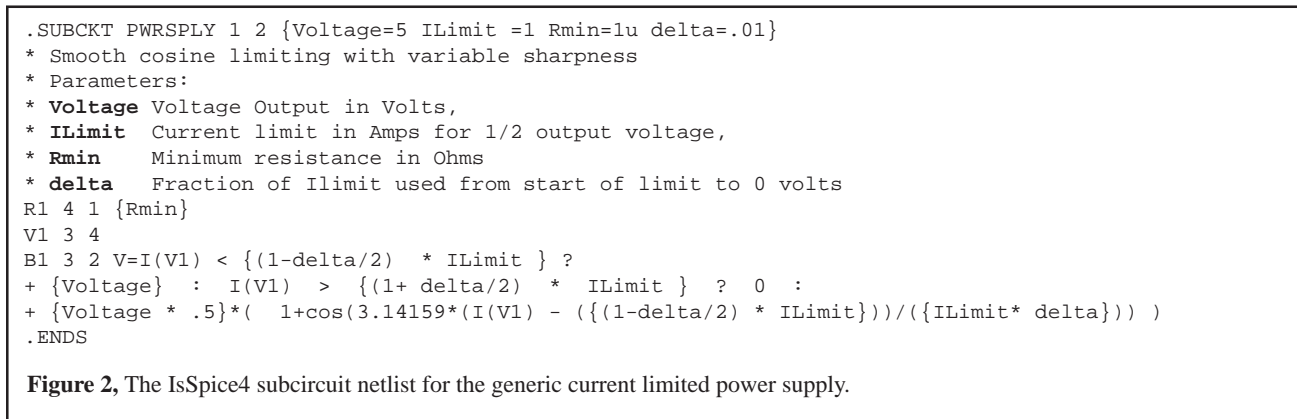 .SUBCKT PWRSPLY 1 2 {Voltage=5 ILimit =1 Rmin=1u delta=.01}
* Smooth cosine limiting with variable sharpness
* Parameters:
* Voltage Voltage Output in Volts,
* ILimit  Current limit in Amps for 1/2 output voltage,
* Rmin    Minimum resistance in Ohms
* delta   Fraction of Ilimit used from start of limit to 0 volts
R1 4 1 {Rmin}
V1 3 4
B1 3 2 V=I(V1) < {(1-delta/2)  * ILimit } ?
+ {Voltage}  :  I(V1)  >  {(1+ delta/2)  *  ILimit }  ?  0  :
+ {Voltage * .5}*(  1+cos(3.14159*(I(V1) - ({(1-delta/2) * ILimit}))/({ILimit* delta})) )
.ENDS
Figure 2, The IsSpice4 subcircuit netlist for the generic current limited power supply.